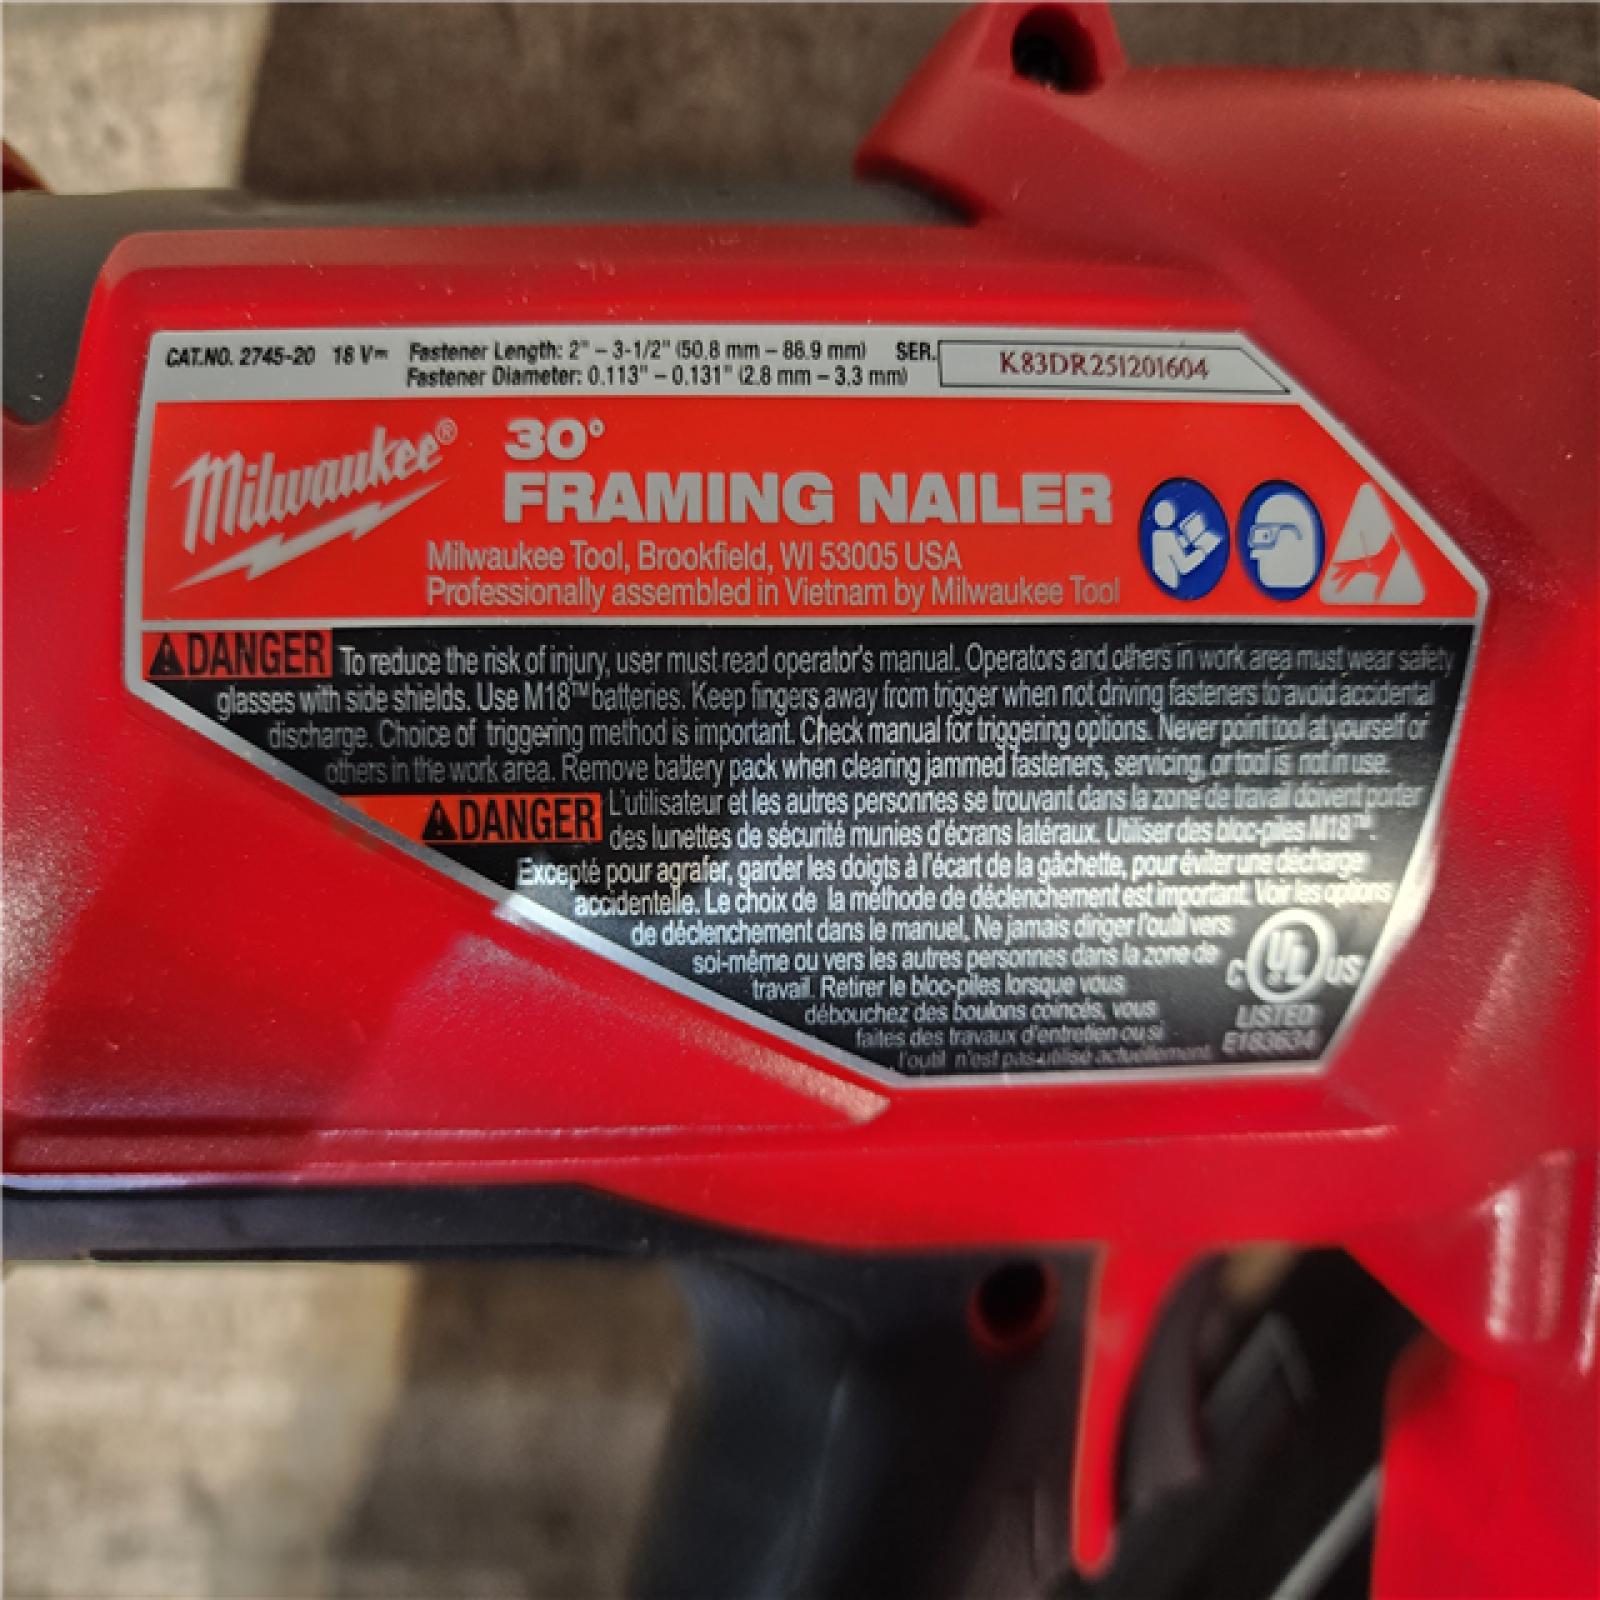 CAT.NO. 2745-20 18 V⎓ Fastener Length: 2" – 3-1/2" (50.8 mm – 88.9 mm) SER. K83DR251201604
Fastener Diameter: 0.113" – 0.131" (2.8 mm – 3.3 mm)
Milwaukee®
30°
FRAMING NAILER
Milwaukee Tool, Brookfield, WI 53005 USA
Professionally assembled in Vietnam by Milwaukee Tool
DANGER To reduce the risk of injury, user must read operator's manual. Operators and others in work area must wear safety
glasses with side shields. Use M18™ batteries. Keep fingers away from trigger when not driving fasteners to avoid accidental
discharge. Choice of triggering method is important. Check manual for triggering options. Never point tool at yourself or
others in the work area. Remove battery pack when clearing jammed fasteners, servicing, or tool is not in use.
DANGER L'utilisateur et les autres personnes se trouvant dans la zone de travail doivent porter
des lunettes de sécurité munies d'écrans latéraux. Utiliser des bloc-piles M18™.
Excepté pour agrafer, garder les doigts à l'écart de la gâchette, pour éviter une décharge
accidentelle. Le choix de la méthode de déclenchement est important. Voir les options
de déclenchement dans le manuel. Ne jamais diriger l'outil vers
soi-même ou vers les autres personnes dans la zone de
travail. Retirer le bloc-piles lorsque vous
débouchez des boulons coincés, vous
faites des travaux d'entretien ou si
l'outil n'est pas utilisé actuellement.
C UL US
LISTED
E183634